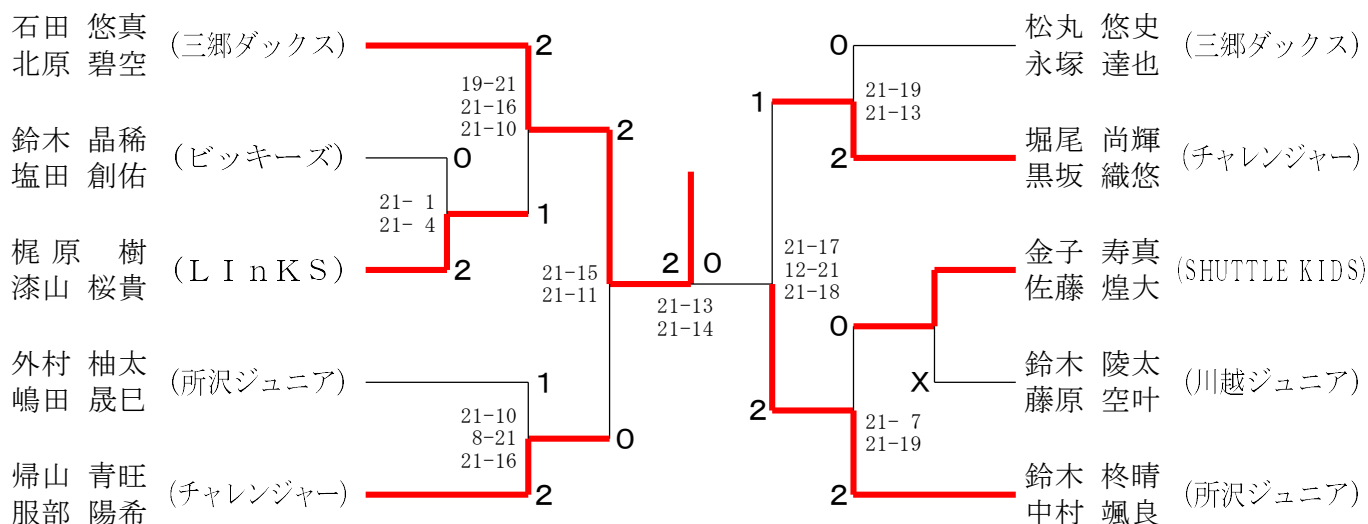 石田 悠真
北原 碧空
(三郷ダックス)
2
19-21
21-16
21-10
鈴木 晶稀
塩田 創佑
(ビッキーズ)
0
21- 1
21- 4
1
梶原 樹
漆山 桜貴
(LInKS)
2
2
21-15
21-11
外村 柚太
嶋田 晟巳
(所沢ジュニア)
1
21-10
8-21
21-16
0
帰山 青旺
服部 陽希
(チャレンジャー)
2
2 0
21-13
21-14
松丸 悠史
永塚 達也
(三郷ダックス)
0
21-19
21-13
1
堀尾 尚輝
黒坂 織悠
(チャレンジャー)
2
21-17
12-21
21-18
金子 寿真
佐藤 煌大
(SHUTTLE KIDS)
0
鈴木 陵太
藤原 空叶
(川越ジュニア)
X
2
21- 7
21-19
鈴木 柊晴
中村 颯良
(所沢ジュニア)
2